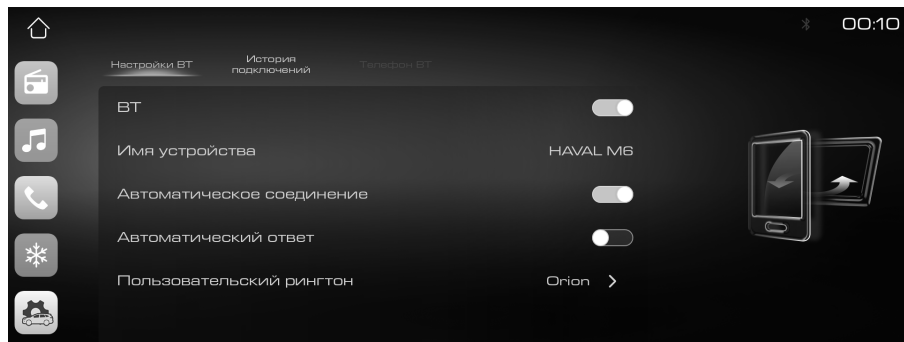 00:10
Настройки BT
История
подключений
Телефон BT
BT
Имя устройства HAVAL M6
Автоматическое соединение
Автоматический ответ
Пользовательский рингтон Orion >